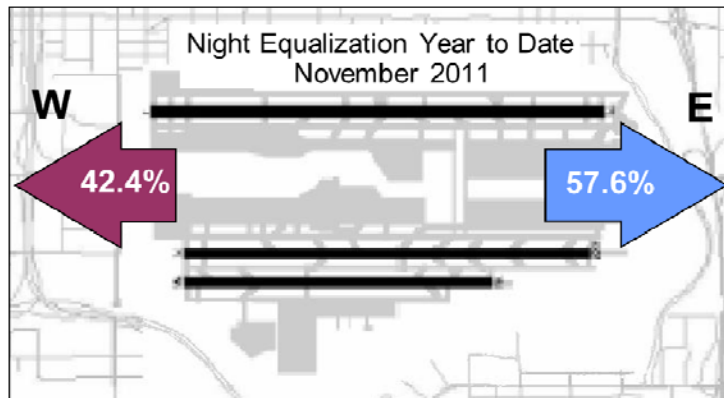 Night Equalization Year to Date
November 2011
W
E
42.4%
57.6%